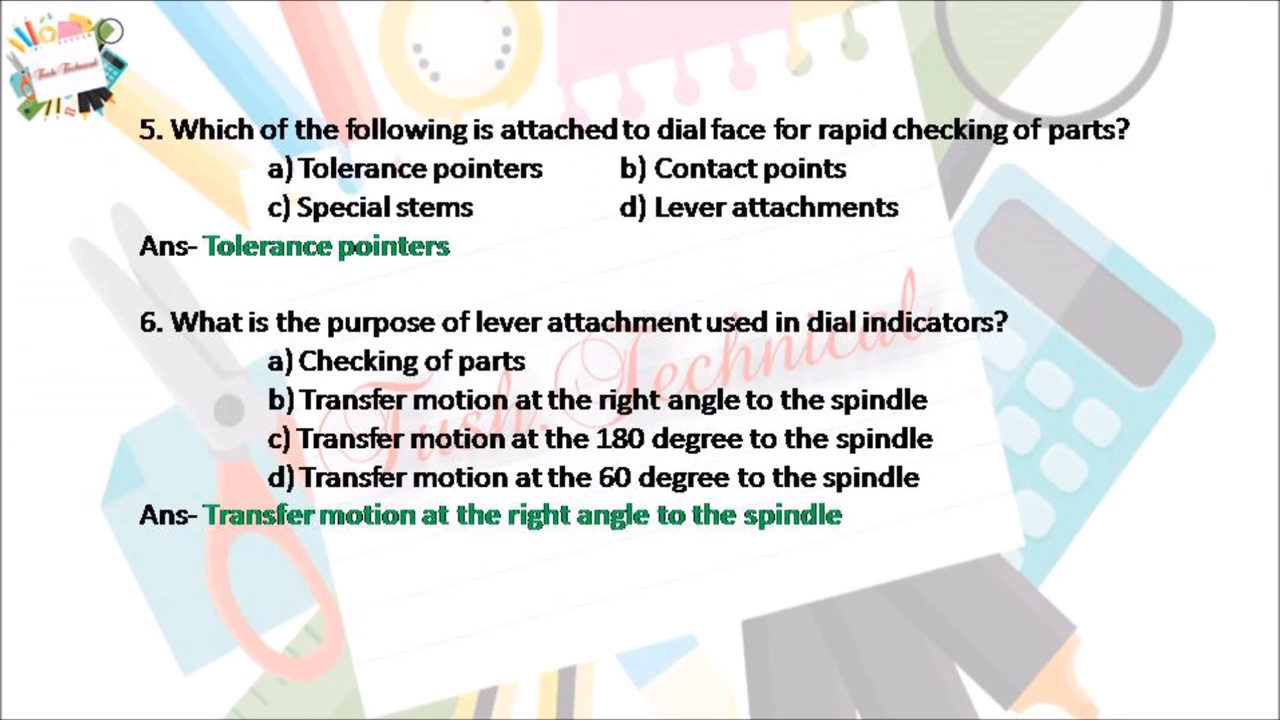 Tush Technical
5. Which of the following is attached to dial face for rapid checking of parts?
a) Tolerance pointers b) Contact points
c) Special stems d) Lever attachments
Ans- Tolerance pointers
6. What is the purpose of lever attachment used in dial indicators?
a) Checking of parts
b) Transfer motion at the right angle to the spindle
c) Transfer motion at the 180 degree to the spindle
d) Transfer motion at the 60 degree to the spindle
Ans- Transfer motion at the right angle to the spindle
Tush Technical